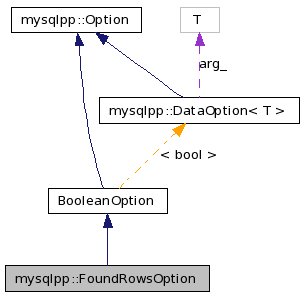 mysqlpp::Option
T
arg_
mysqlpp::DataOption< T >
< bool >
BooleanOption
mysqlpp::FoundRowsOption